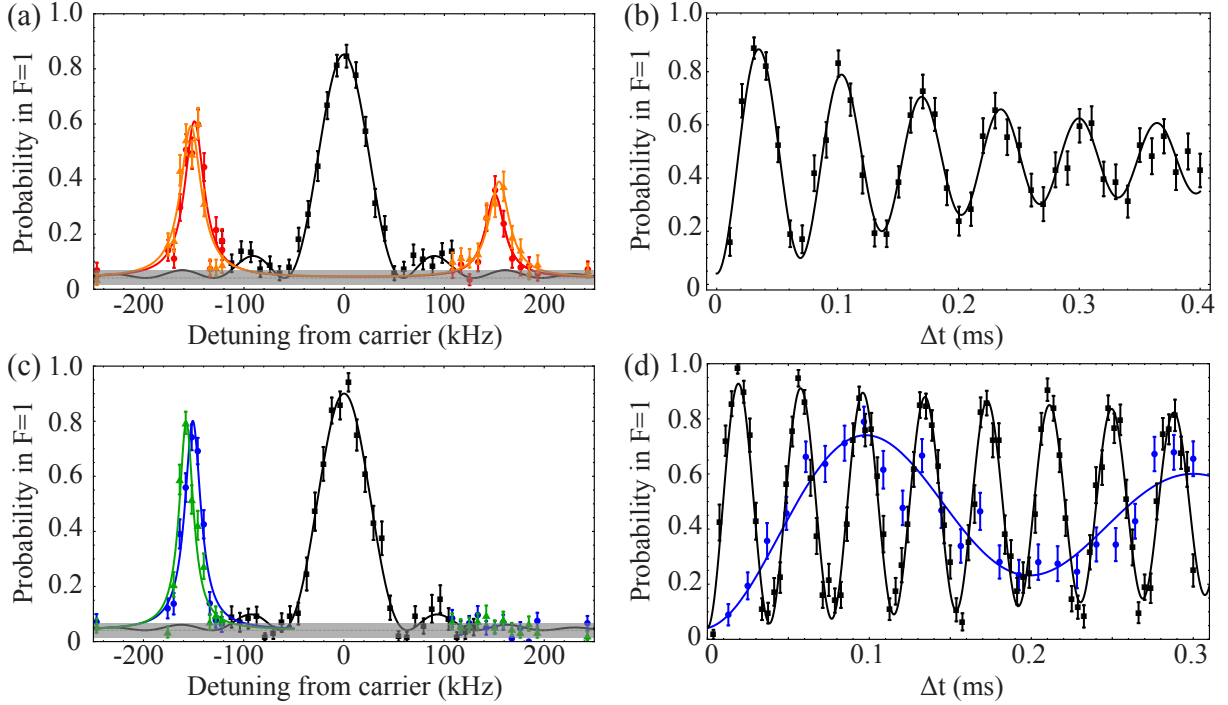 (a)
Probability in F=1
1.0
0.8
0.6
0.4
0.2
0
-200 -100 0 100 200
Detuning from carrier (kHz)
(b)
Probability in F=1
1.0
0.8
0.6
0.4
0.2
0
0 0.1 0.2 0.3 0.4
Δt (ms)
(c)
Probability in F=1
1.0
0.8
0.6
0.4
0.2
0
-200 -100 0 100 200
Detuning from carrier (kHz)
(d)
Probability in F=1
1.0
0.8
0.6
0.4
0.2
0
0 0.1 0.2 0.3
Δt (ms)